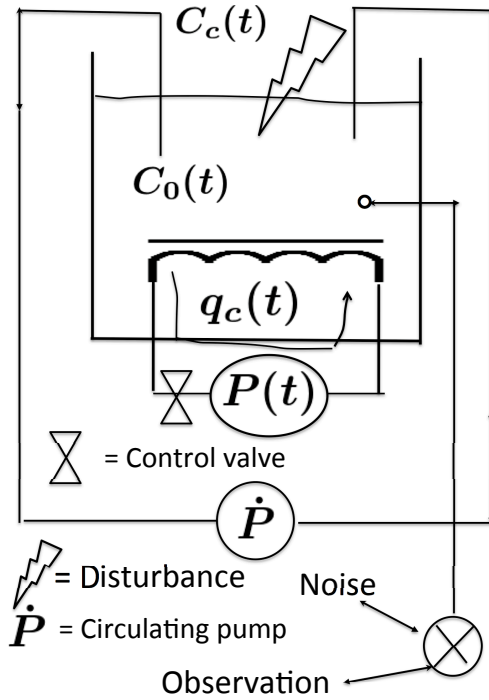 C_c(t)
C_0(t)
q_c(t)
P(t)
= Control valve
Ṗ
= Disturbance
Noise
Ṗ = Circulating pump
Observation